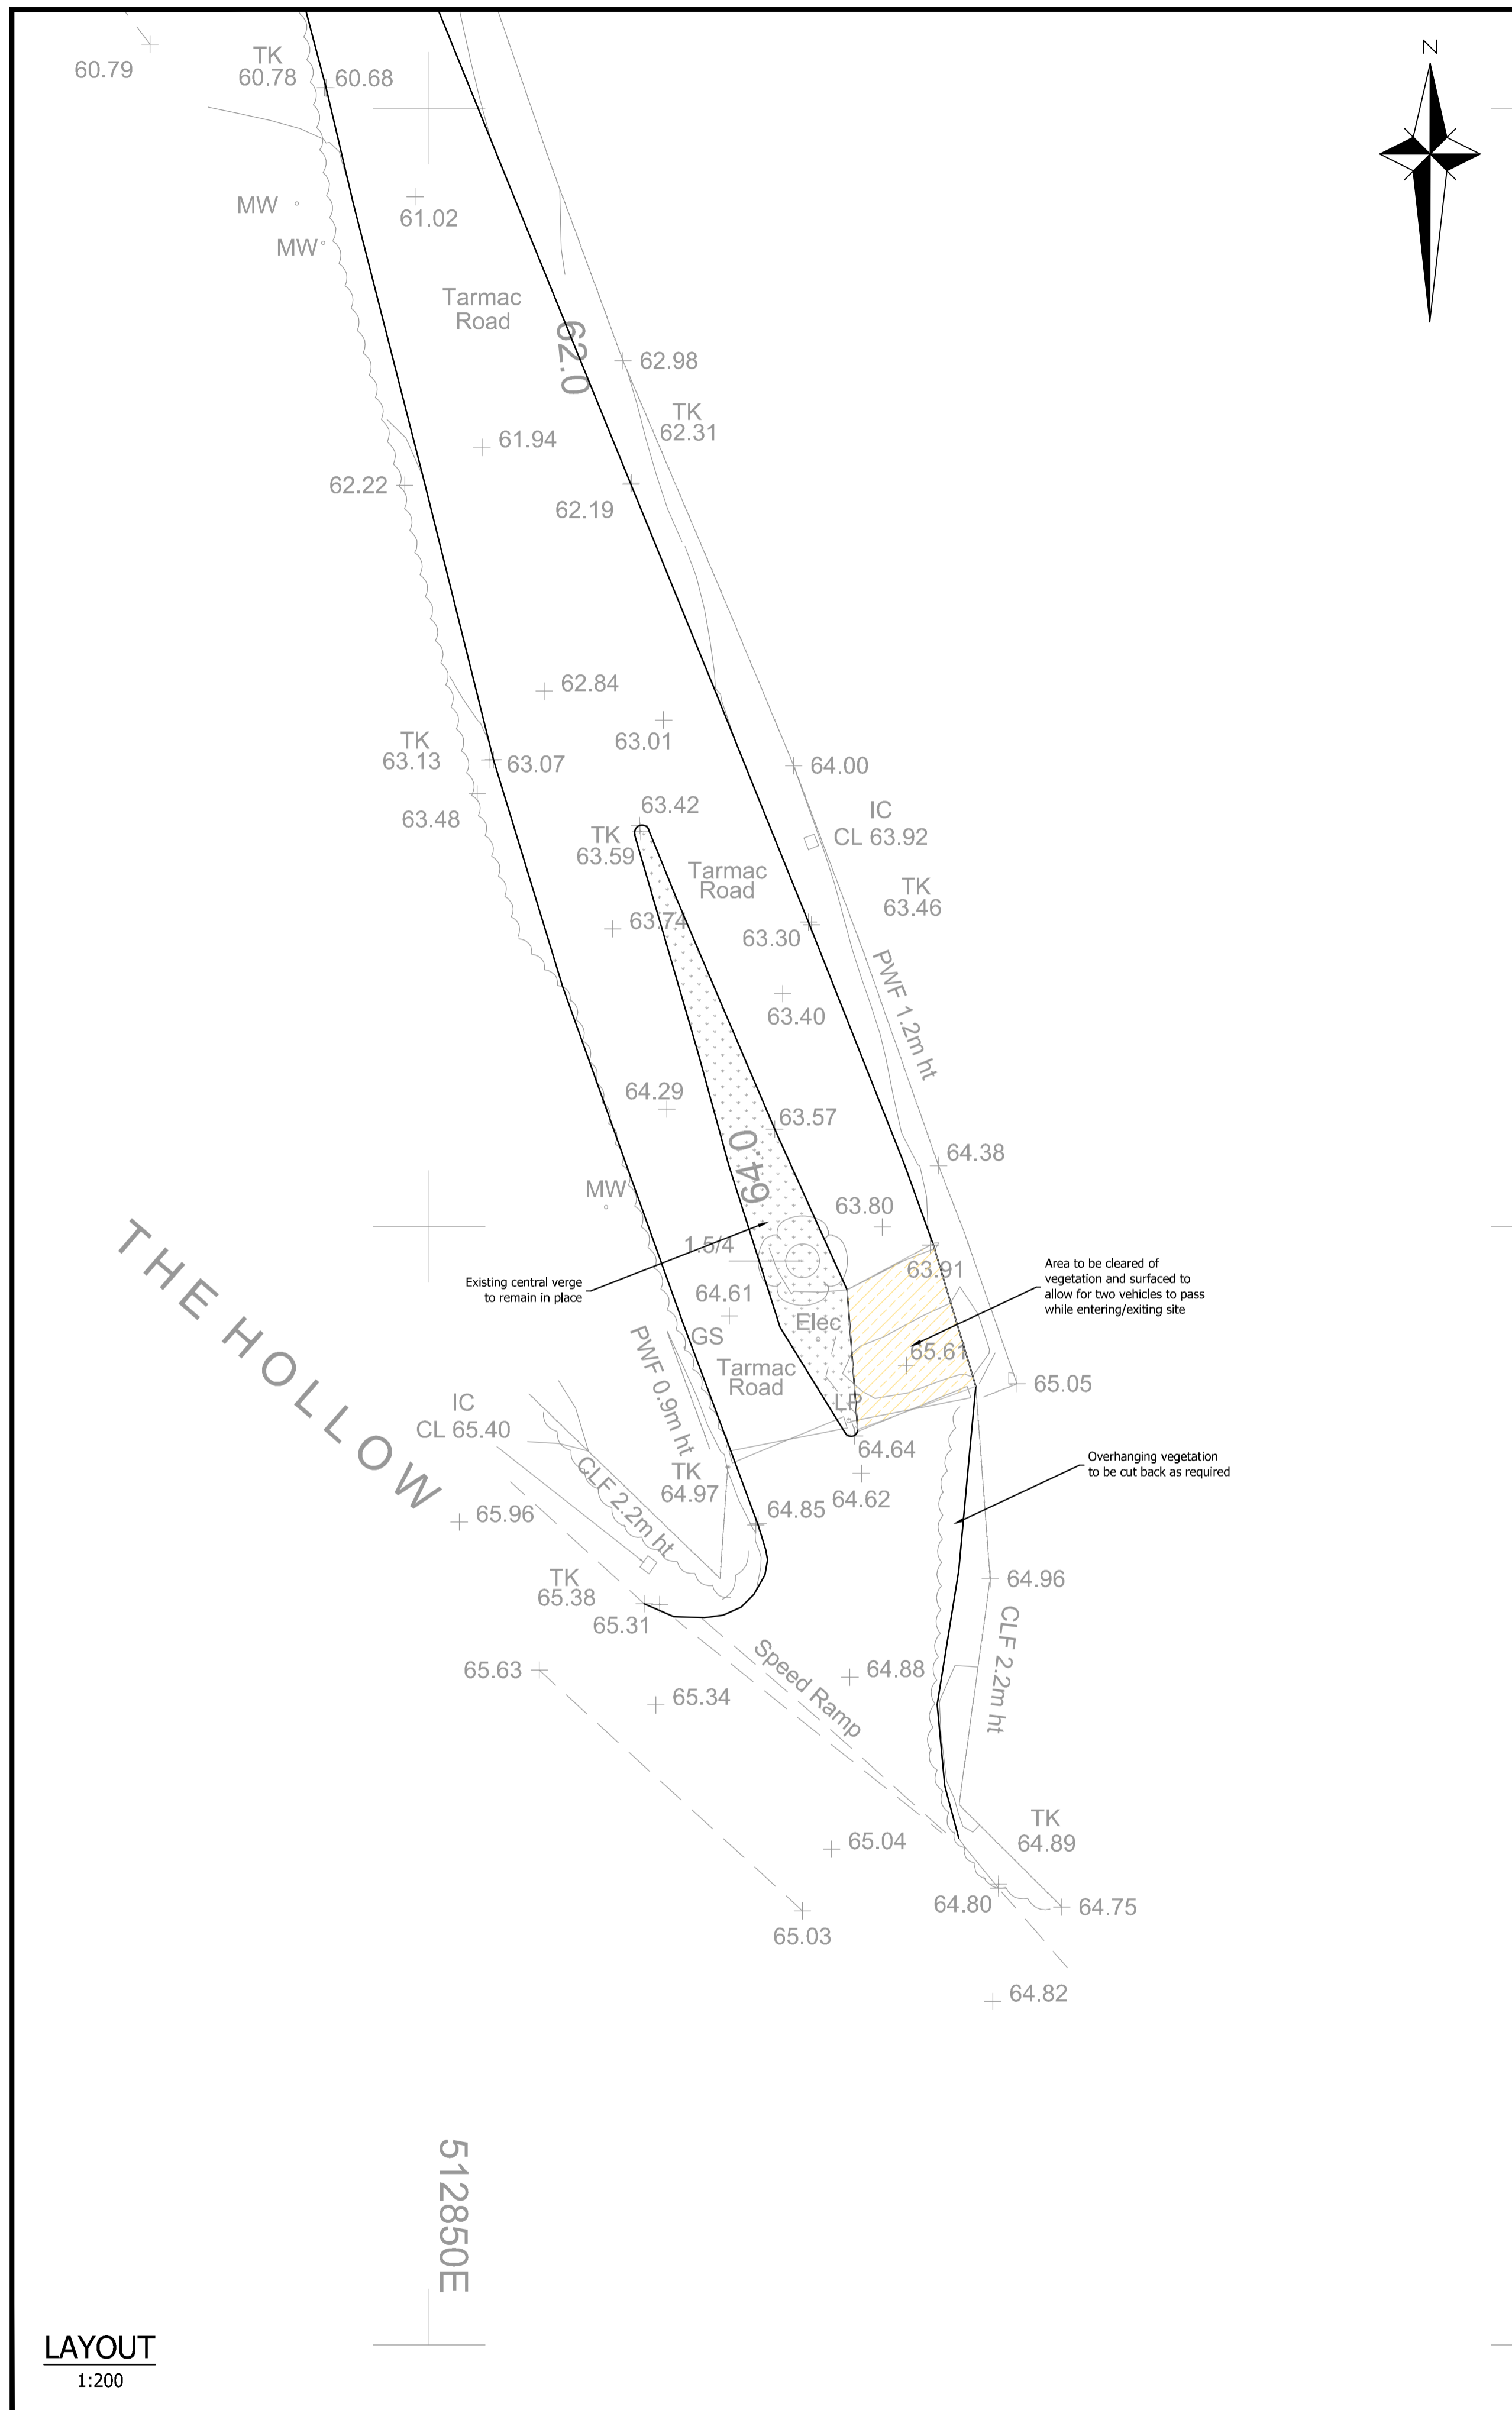 N
60.79
TK
60.78
60.68
MW
MW
61.02
Tarmac
Road
62.0
62.98
TK
62.31
61.94
62.22
62.19
62.84
63.01
TK
63.13
63.07
63.48
64.00
63.42
IC
CL 63.92
TK
63.59
Tarmac
Road
TK
63.46
63.74
63.30
PWF 1.2m ht
63.40
64.29
63.57
64.0
64.38
MW
63.80
1.5/4
63.91
Existing central verge
to remain in place
Area to be cleared of
vegetation and surfaced to
allow for two vehicles to pass
while entering/exiting site
64.61
GS
Elec
65.61
PWF 0.9m ht
Tarmac
Road
65.05
THE HOLLOW
IC
CL 65.40
LP
64.64
Overhanging vegetation
to be cut back as required
CLF 2.2m ht
TK
64.97
64.62
64.85
65.96
TK
65.38
65.31
64.96
CLF 2.2m ht
65.63
65.34
Speed Ramp
64.88
65.04
TK
64.89
64.80
64.75
65.03
64.82
512850E
LAYOUT
1:200